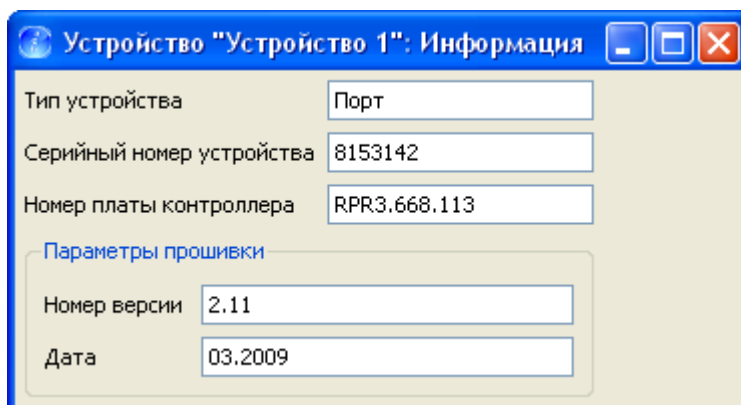 Устройство "Устройство 1": Информация
Тип устройства Порт
Серийный номер устройства 8153142
Номер платы контроллера RPR3.668.113
Параметры прошивки
Номер версии 2.11
Дата 03.2009